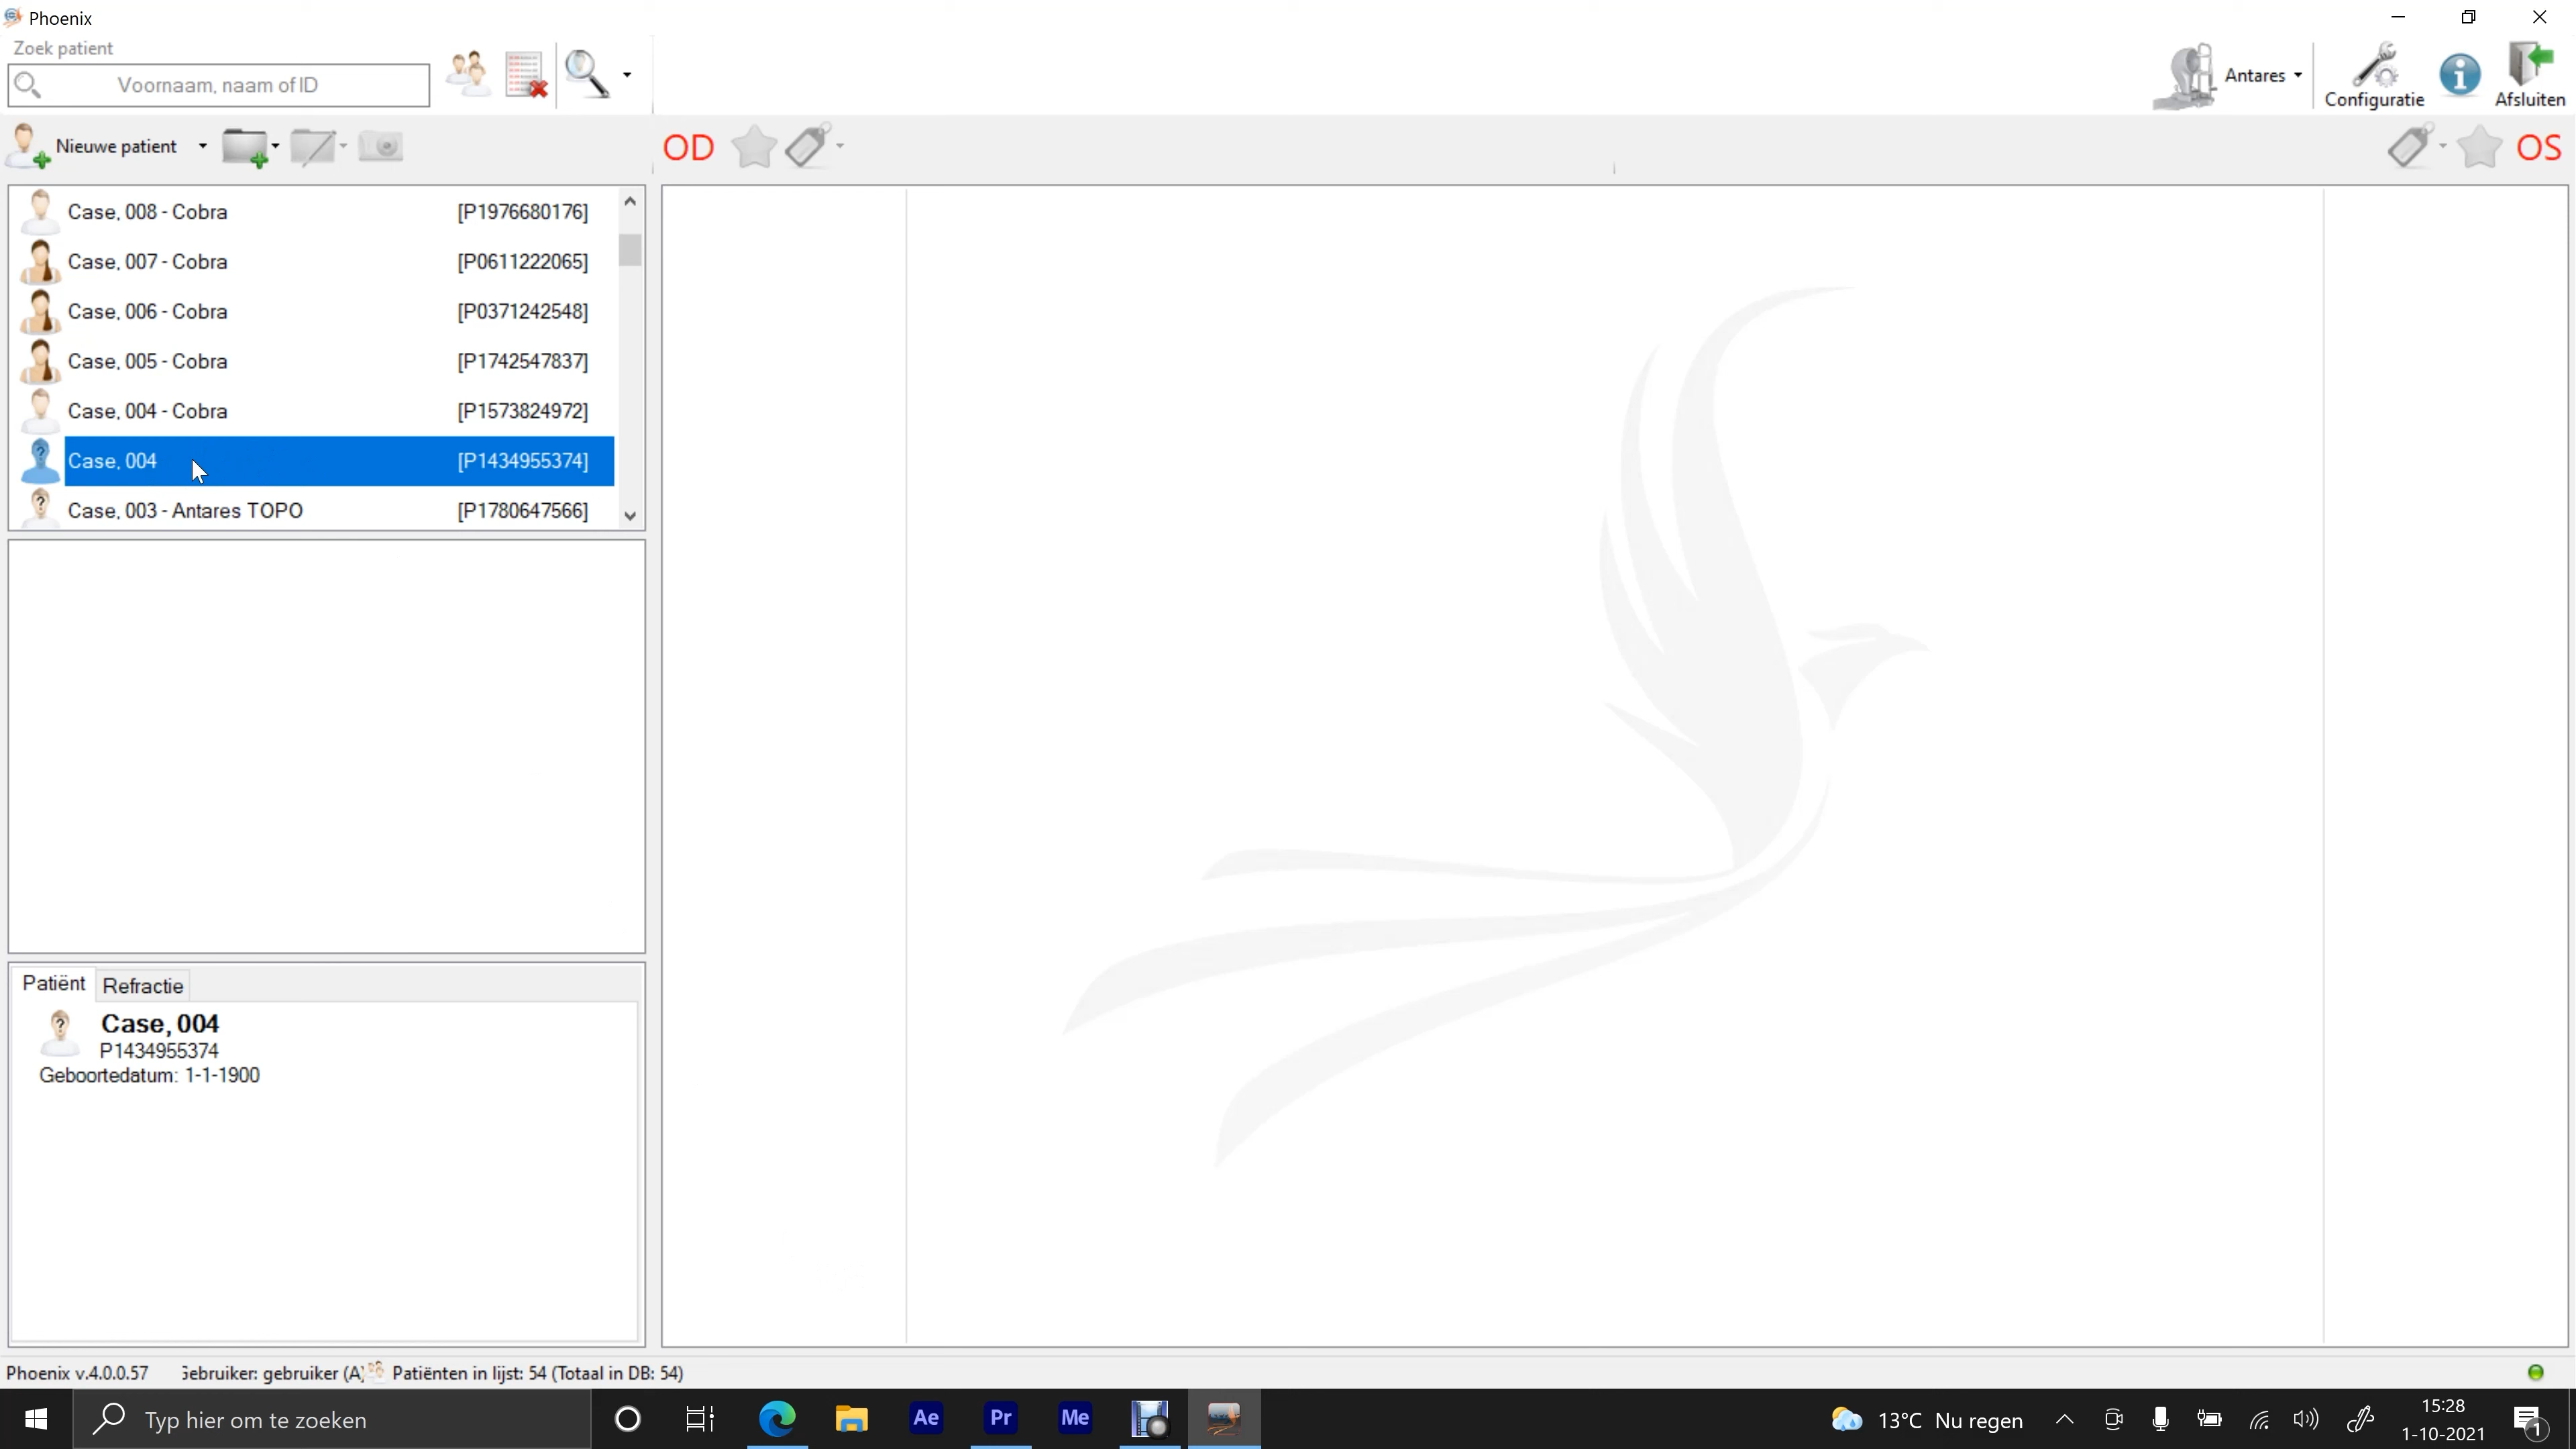 Phoenix
Zoek patient
Voornaam, naam of ID
Antares
Configuratie
Afsluiten
Nieuwe patient
OD
OS
Case, 008 - Cobra [P1976680176]
Case, 007 - Cobra [P0611222065]
Case, 006 - Cobra [P0371242548]
Case, 005 - Cobra [P1742547837]
Case, 004 - Cobra [P1573824972]
Case, 004 [P1434955374]
Case, 003 - Antares TOPO [P1780647566]
Patiënt Refractie
Case, 004
P1434955374
Geboortedatum: 1-1-1900
Phoenix v.4.0.0.57 Gebruiker: gebruiker (A) Patiënten in lijst: 54 (Totaal in DB: 54)
Typ hier om te zoeken
Ae
Pr
Me
13°C Nu regen
15:28
1-10-2021
1